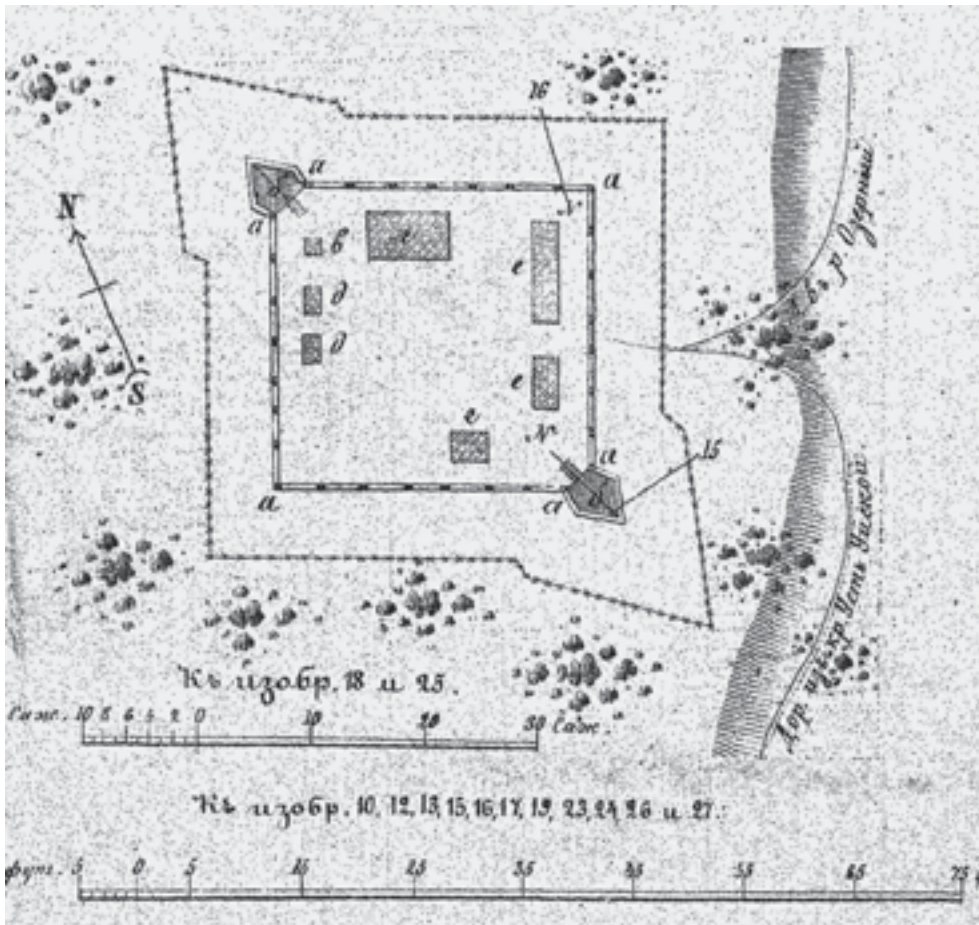 16
а
а
N
а
в
е
е
д
д
е
S
г
N
а
15
а
а
въ р Озерный
Дор. изъ кр. Усть Уйской
Къ изобр. 18 и 25.
Саж. 10 8 6 4 2 0 10 20 30 Саж.
Къ изобр. 10, 12, 13, 15, 16, 17, 19, 23, 24, 26 и 27.
фут. 5 0 5 15 25 35 45 55 65 75